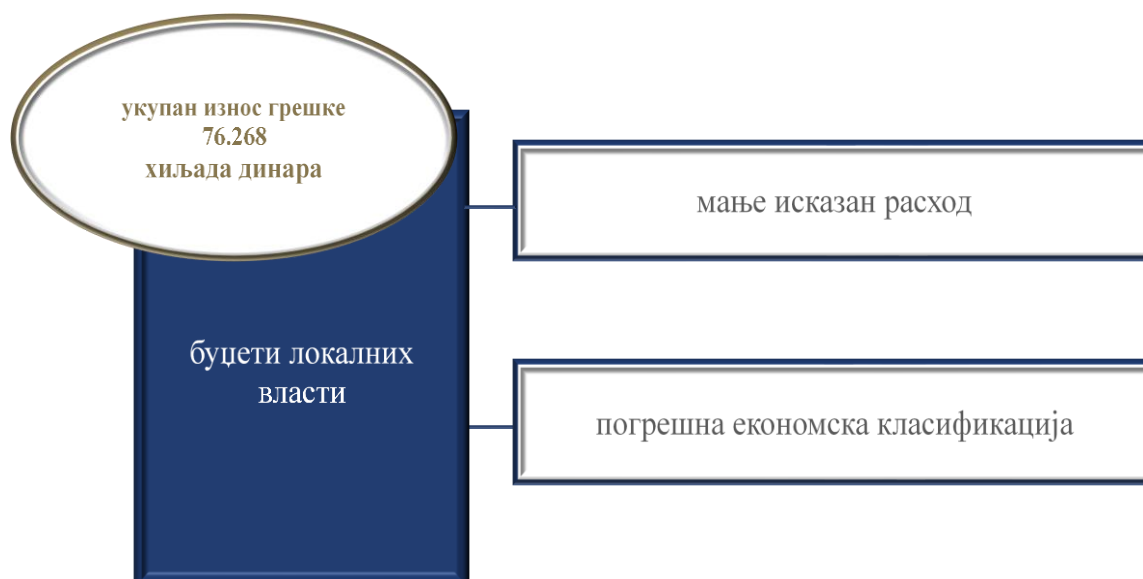 укупан износ грешке
76.268
хиљада динара
мање исказан расход
буџети локалних
власти
погрешна економска класификација